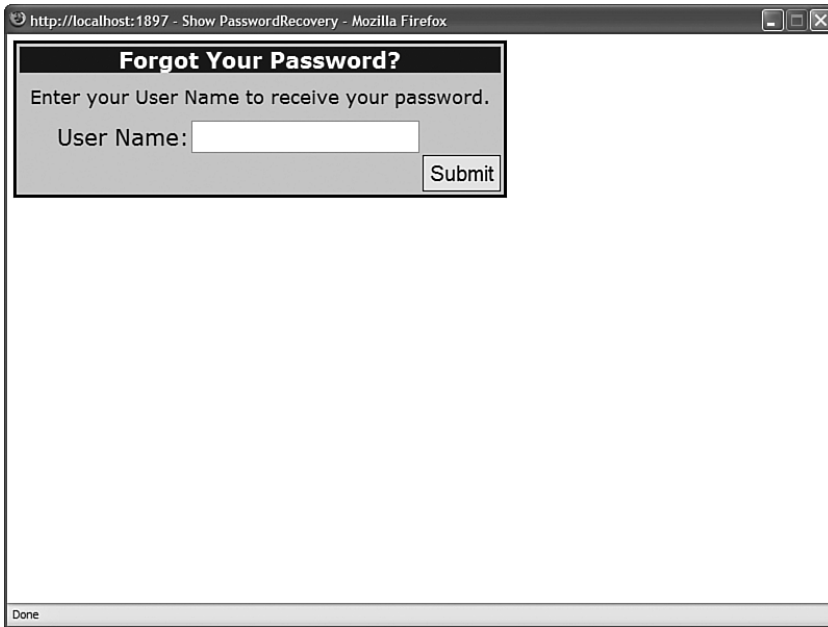 http://localhost:1897 - Show PasswordRecovery - Mozilla Firefox
Forgot Your Password?
Enter your User Name to receive your password.
User Name:
Submit
Done